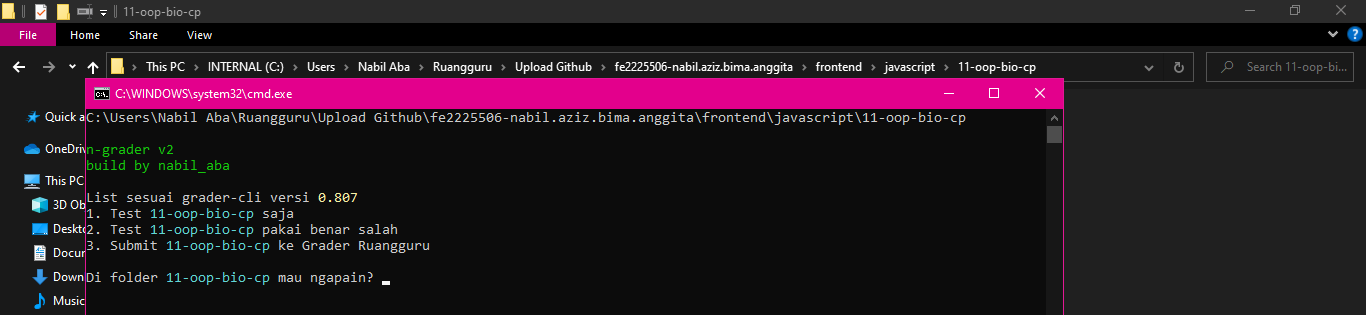 11-oop-bio-cp
File Home Share View
This PC INTERNAL (C:) Users Nabil Aba Ruangguru Upload Github fe2225506-nabil.aziz.bima.anggita frontend javascript 11-oop-bio-cp Search 11-oop-bi...
C:\WINDOWS\system32\cmd.exe
Quick a
OneDriv
This PC
3D Ob
Deskto
Docur
Down
Music
C:\Users\Nabil Aba\Ruangguru\Upload Github\fe2225506-nabil.aziz.bima.anggita\frontend\javascript\11-oop-bio-cp
n-grader v2
build by nabil_aba
List sesuai grader-cli versi 0.807
1. Test 11-oop-bio-cp saja
2. Test 11-oop-bio-cp pakai benar salah
3. Submit 11-oop-bio-cp ke Grader Ruangguru
Di folder 11-oop-bio-cp mau ngapain?